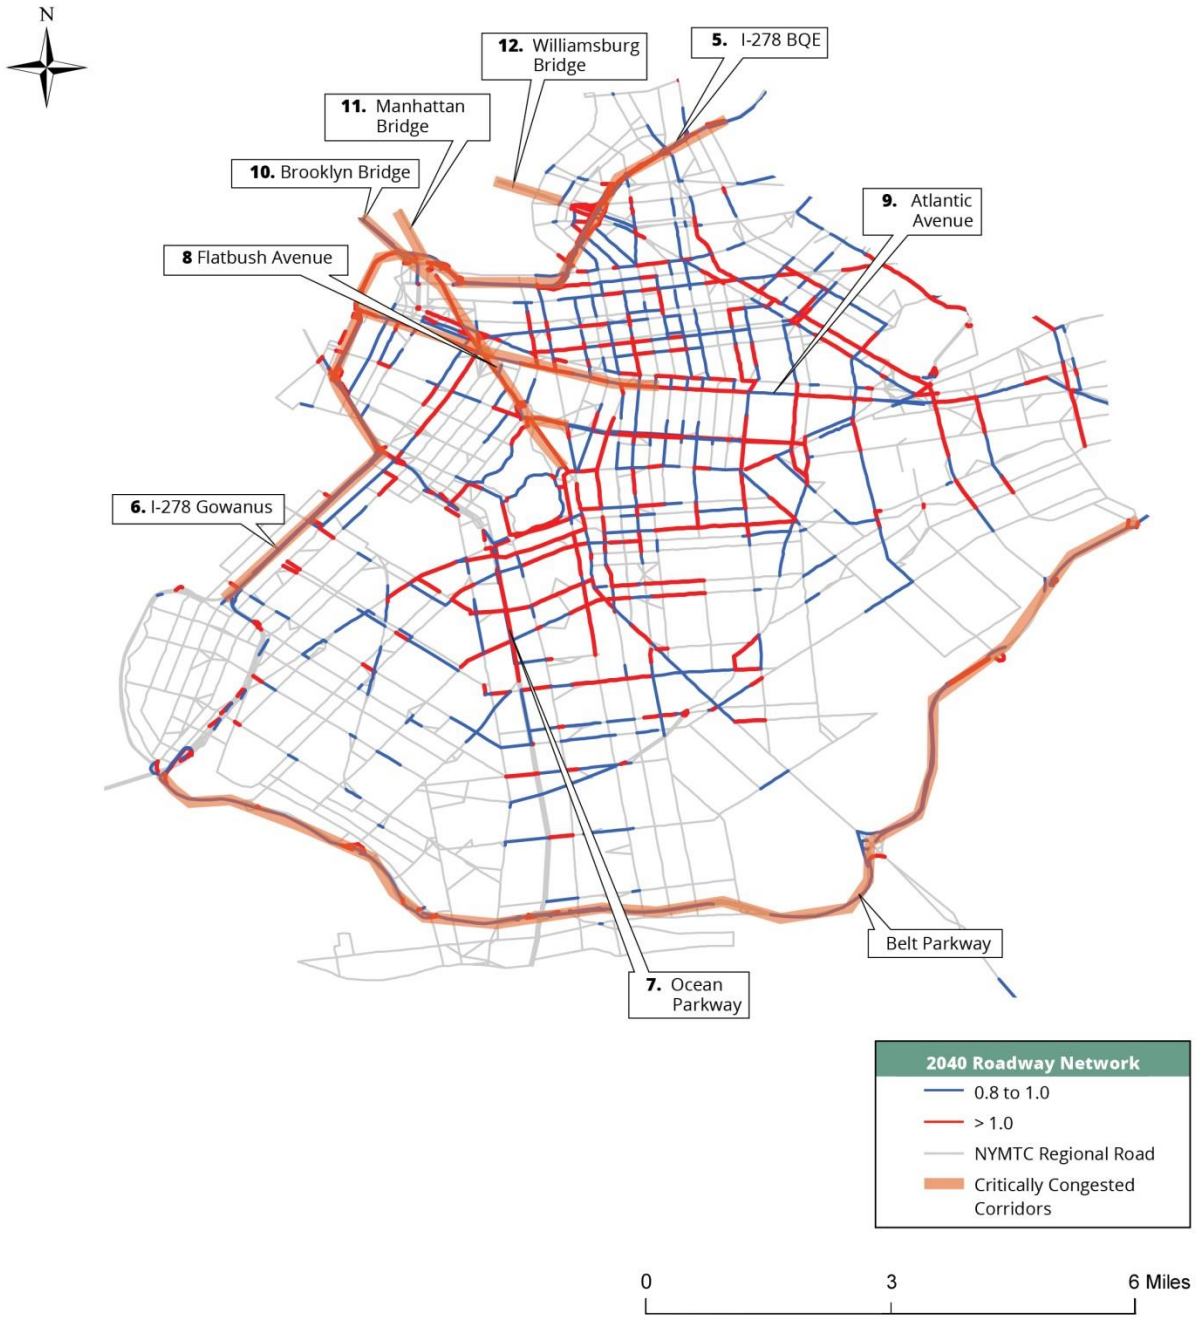 N
12. Williamsburg
Bridge
5. I-278 BQE
11. Manhattan
Bridge
10. Brooklyn Bridge
9. Atlantic
Avenue
8 Flatbush Avenue
6. I-278 Gowanus
Belt Parkway
7. Ocean
Parkway
2040 Roadway Network
0.8 to 1.0
> 1.0
NYMTC Regional Road
Critically Congested
Corridors
0 3 6 Miles